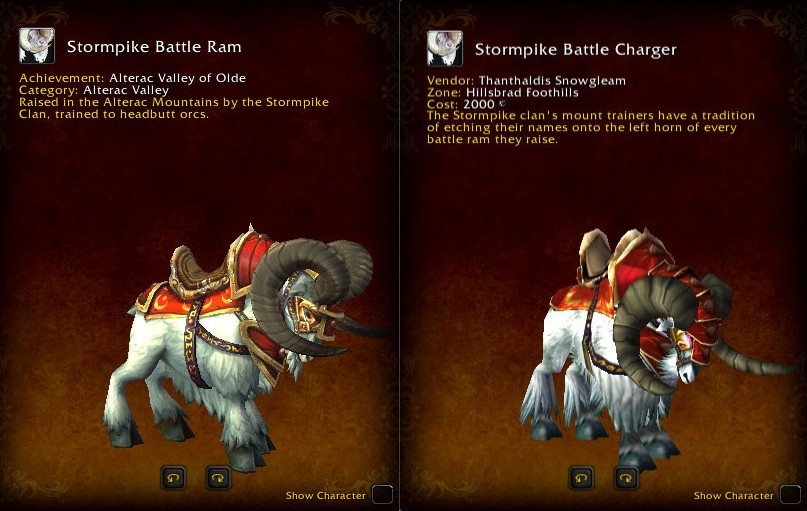 Stormpike Battle Ram
Achievement: Alterac Valley of Olde
Category: Alterac Valley
Raised in the Alterac Mountains by the Stormpike
Clan, trained to headbutt orcs.
Show Character
Stormpike Battle Charger
Vendor: Thanthaldis Snowgleam
Zone: Hillsbrad Foothills
Cost: 2000
The Stormpike clan's mount trainers have a tradition
of etching their names onto the left horn of every
battle ram they raise.
Show Character